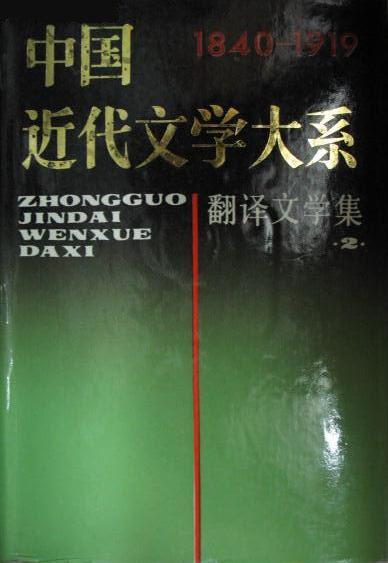 中国
1840-1919
近代文学大系
ZHONGGUO
JINDAI
WENXUE
DAXI
翻译文学集
·2·